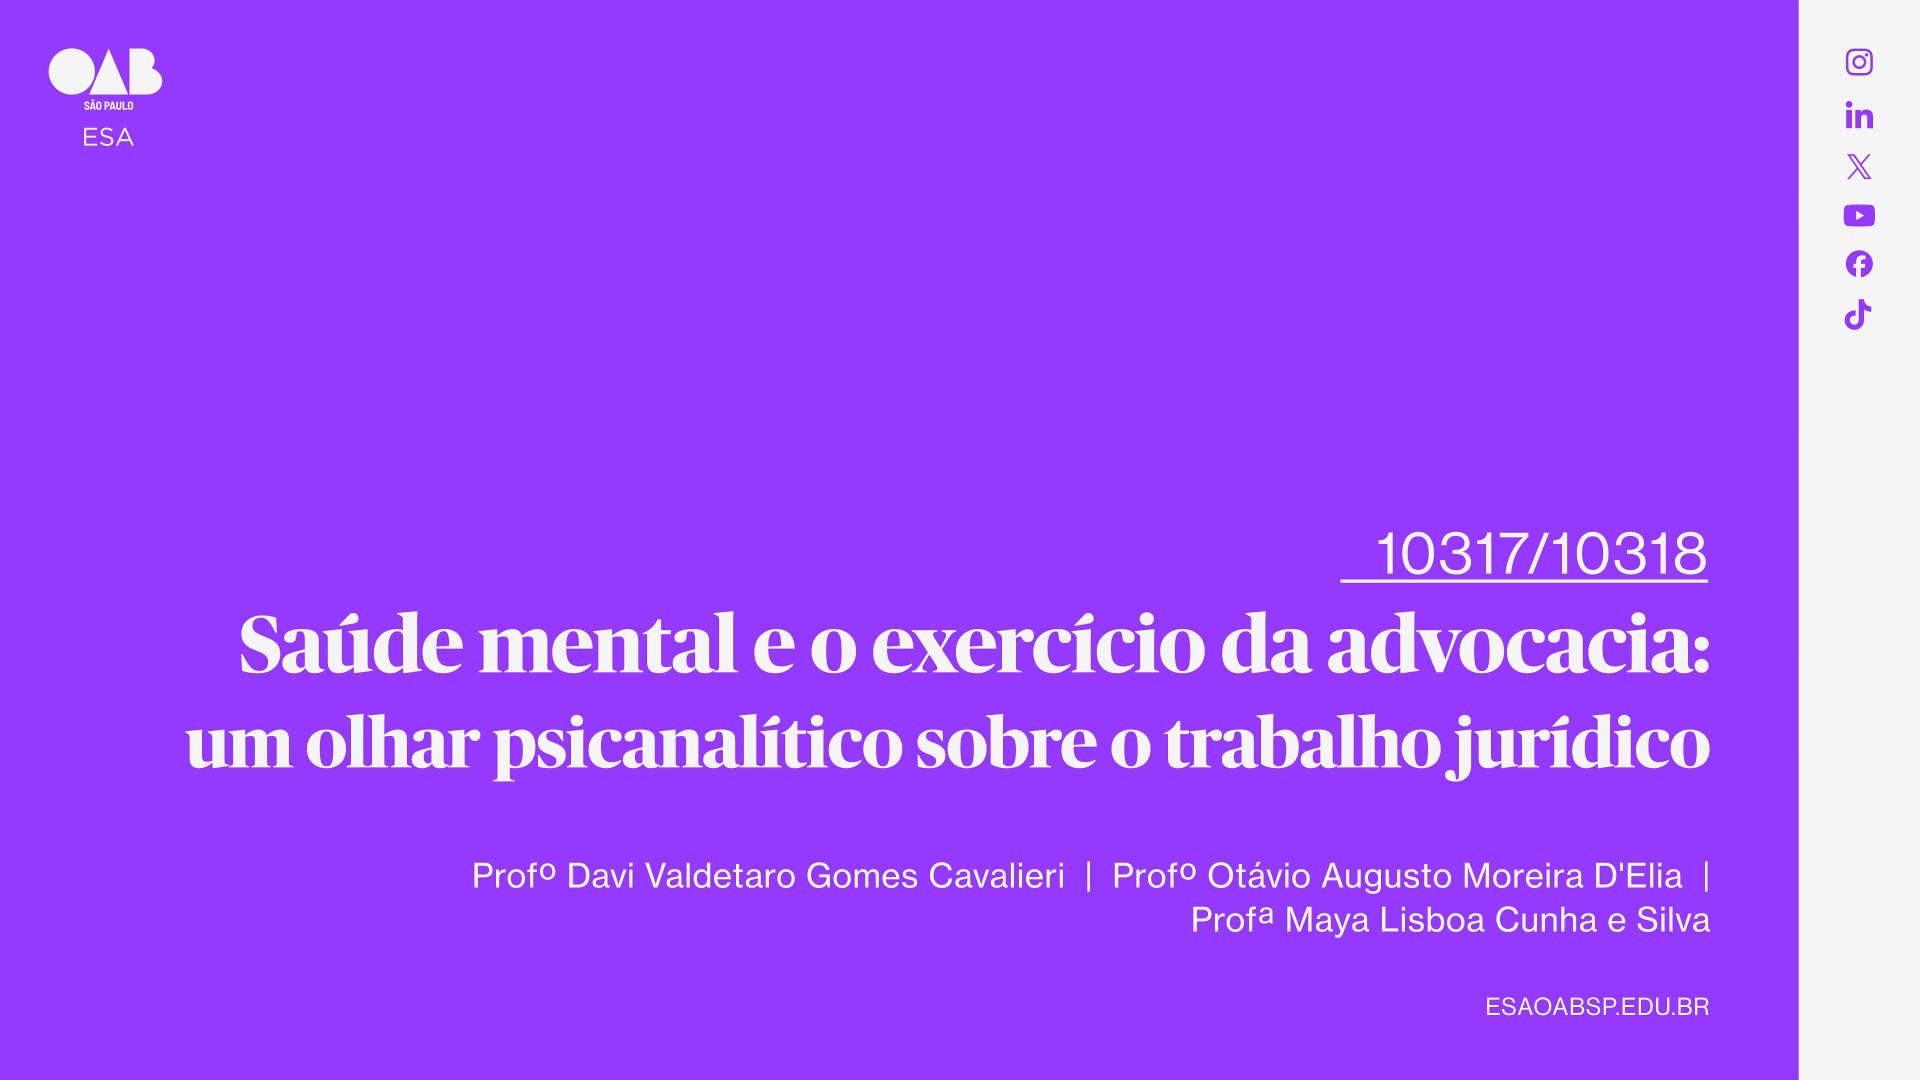 OAB
SÃO PAULO
ESA
10317/10318
Saúde mental e o exercício da advocacia:
um olhar psicanalítico sobre o trabalho jurídico
Profº Davi Valdetaro Gomes Cavalieri | Profº Otávio Augusto Moreira D'Elia |
Profª Maya Lisboa Cunha e Silva
ESAOABSP.EDU.BR